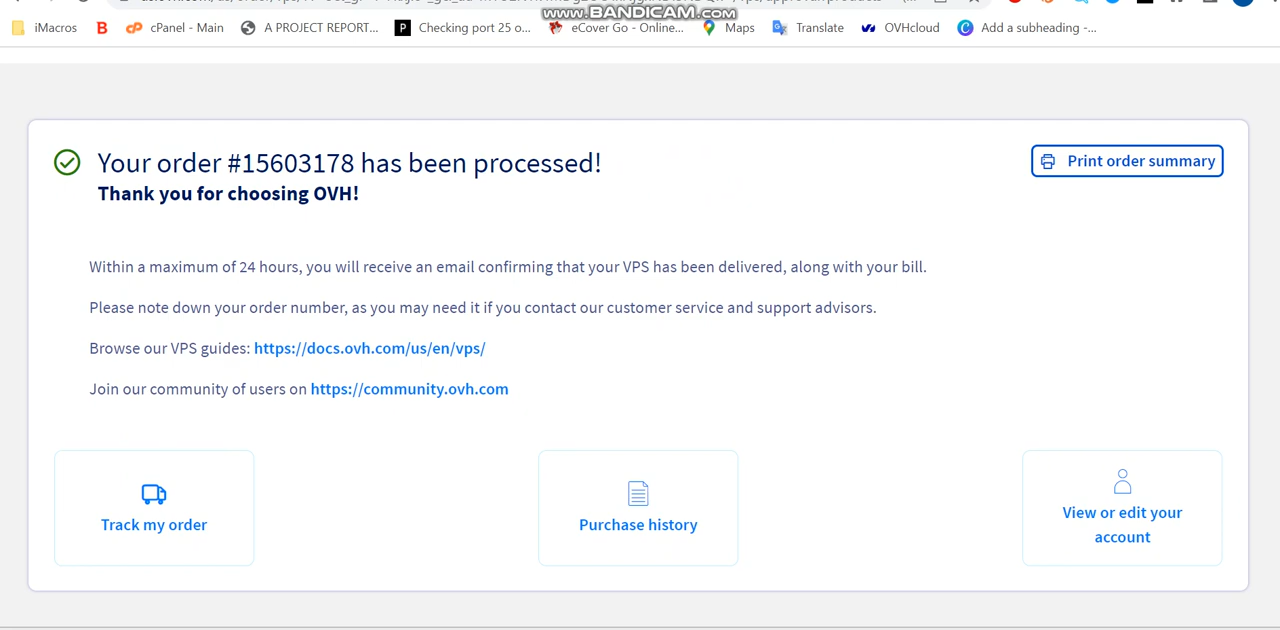 www.BANDICAM.com
iMacros
B
cPanel - Main
A PROJECT REPORT...
P
Checking port 25 o...
eCover Go - Online...
Maps
Translate
OVHcloud
C
Add a subheading -...
Your order #15603178 has been processed!
Print order summary
Thank you for choosing OVH!
Within a maximum of 24 hours, you will receive an email confirming that your VPS has been delivered, along with your bill.
Please note down your order number, as you may need it if you contact our customer service and support advisors.
Browse our VPS guides: https://docs.ovh.com/us/en/vps/
Join our community of users on https://community.ovh.com
Track my order
Purchase history
View or edit your
account